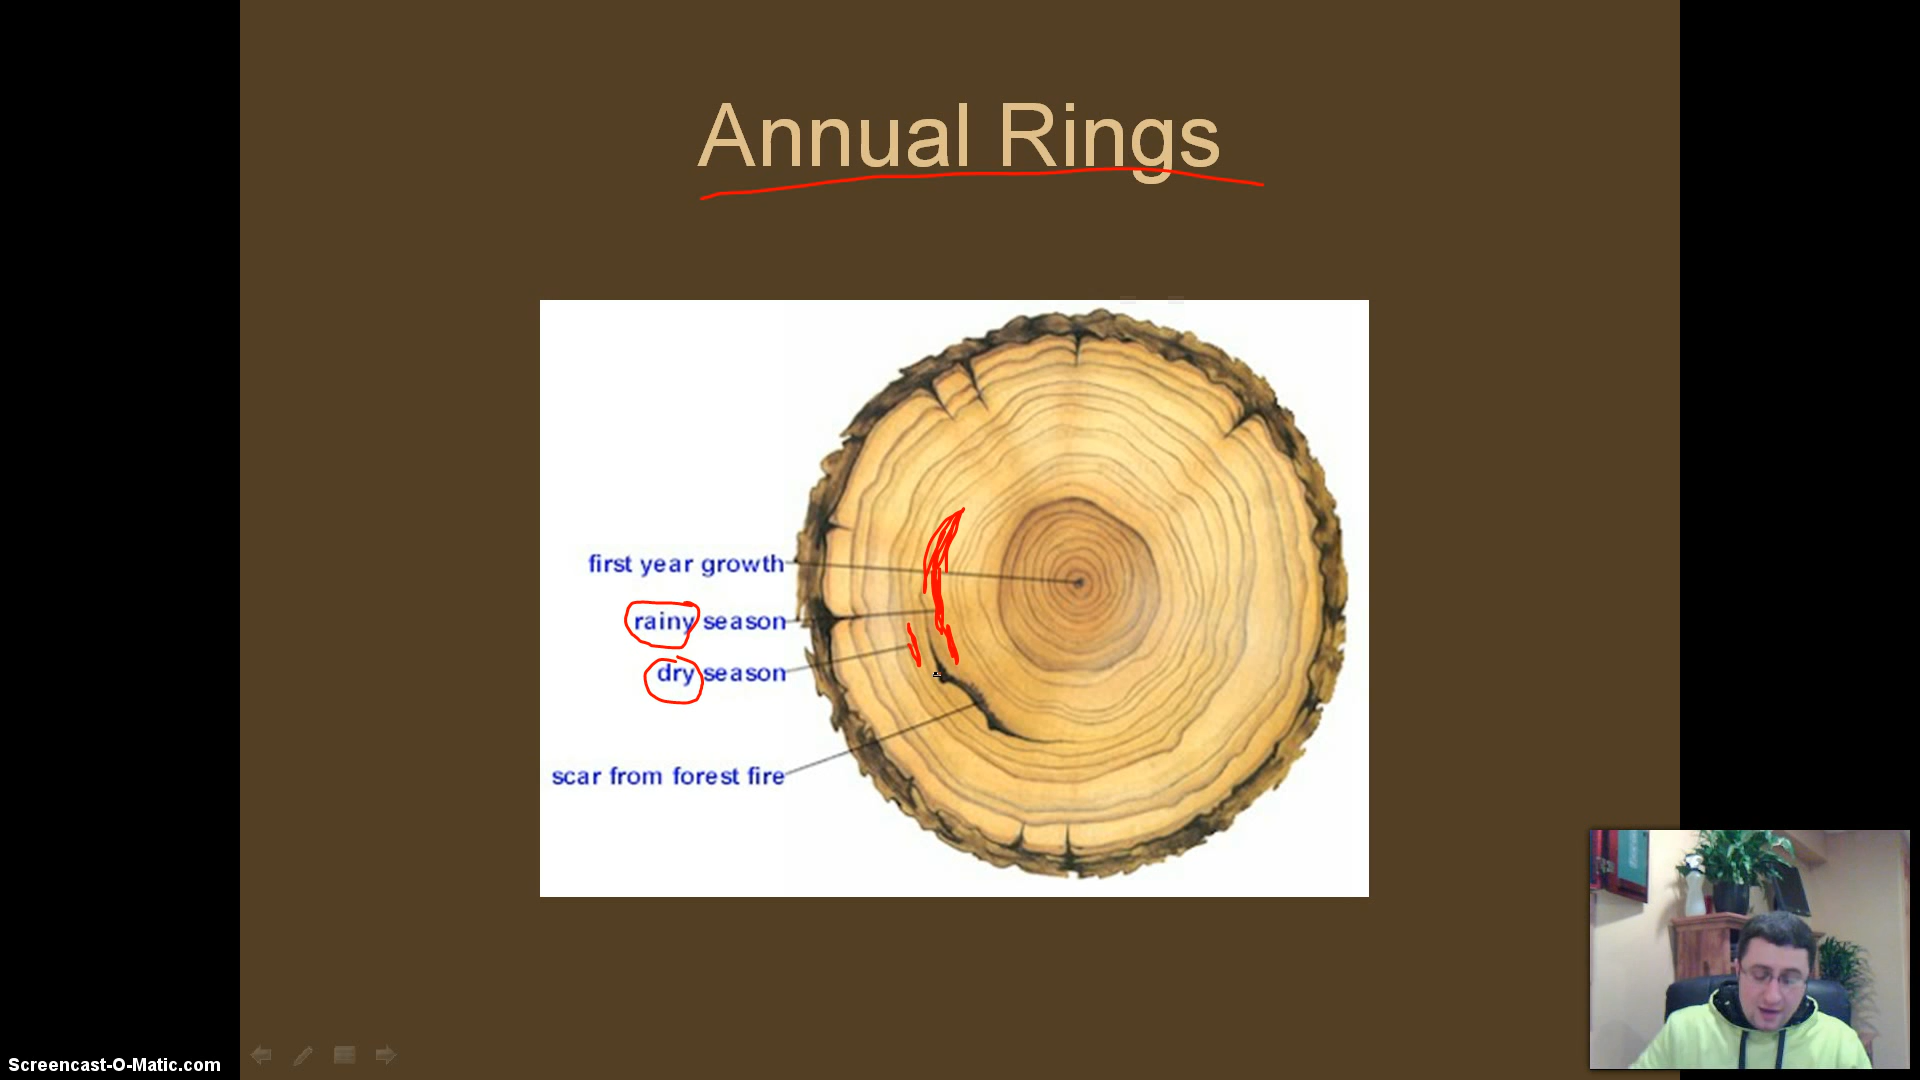 Annual Rings
first year growth
rainy season
dry season
scar from forest fire
Screencast-O-Matic.com